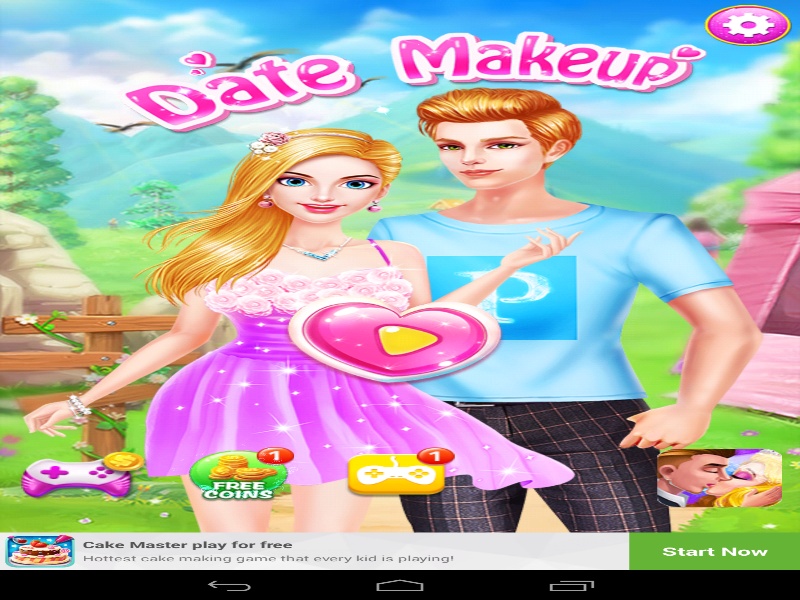 Date Makeup
P
1
FREE
COINS
1
Cake Master play for free
Hottest cake making game that every kid is playing!
Start Now